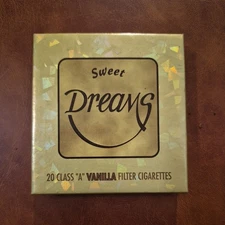 Sweet
Dreams
20 CLASS "A" VANILLA FILTER CIGARETTES